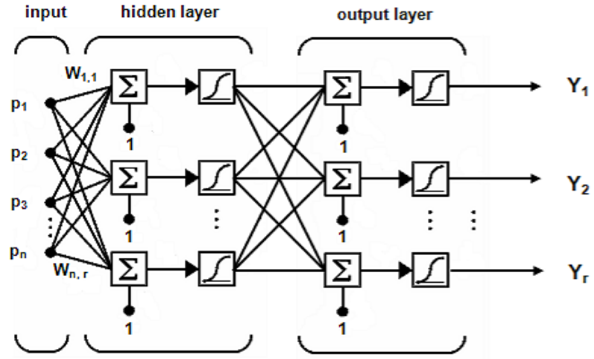 input hidden layer output layer
W1,1
p1 Σ Σ Y1
1 1
p2 Σ Σ Y2
p3
1 1
pn Σ Σ Yr
Wn, r
1 1